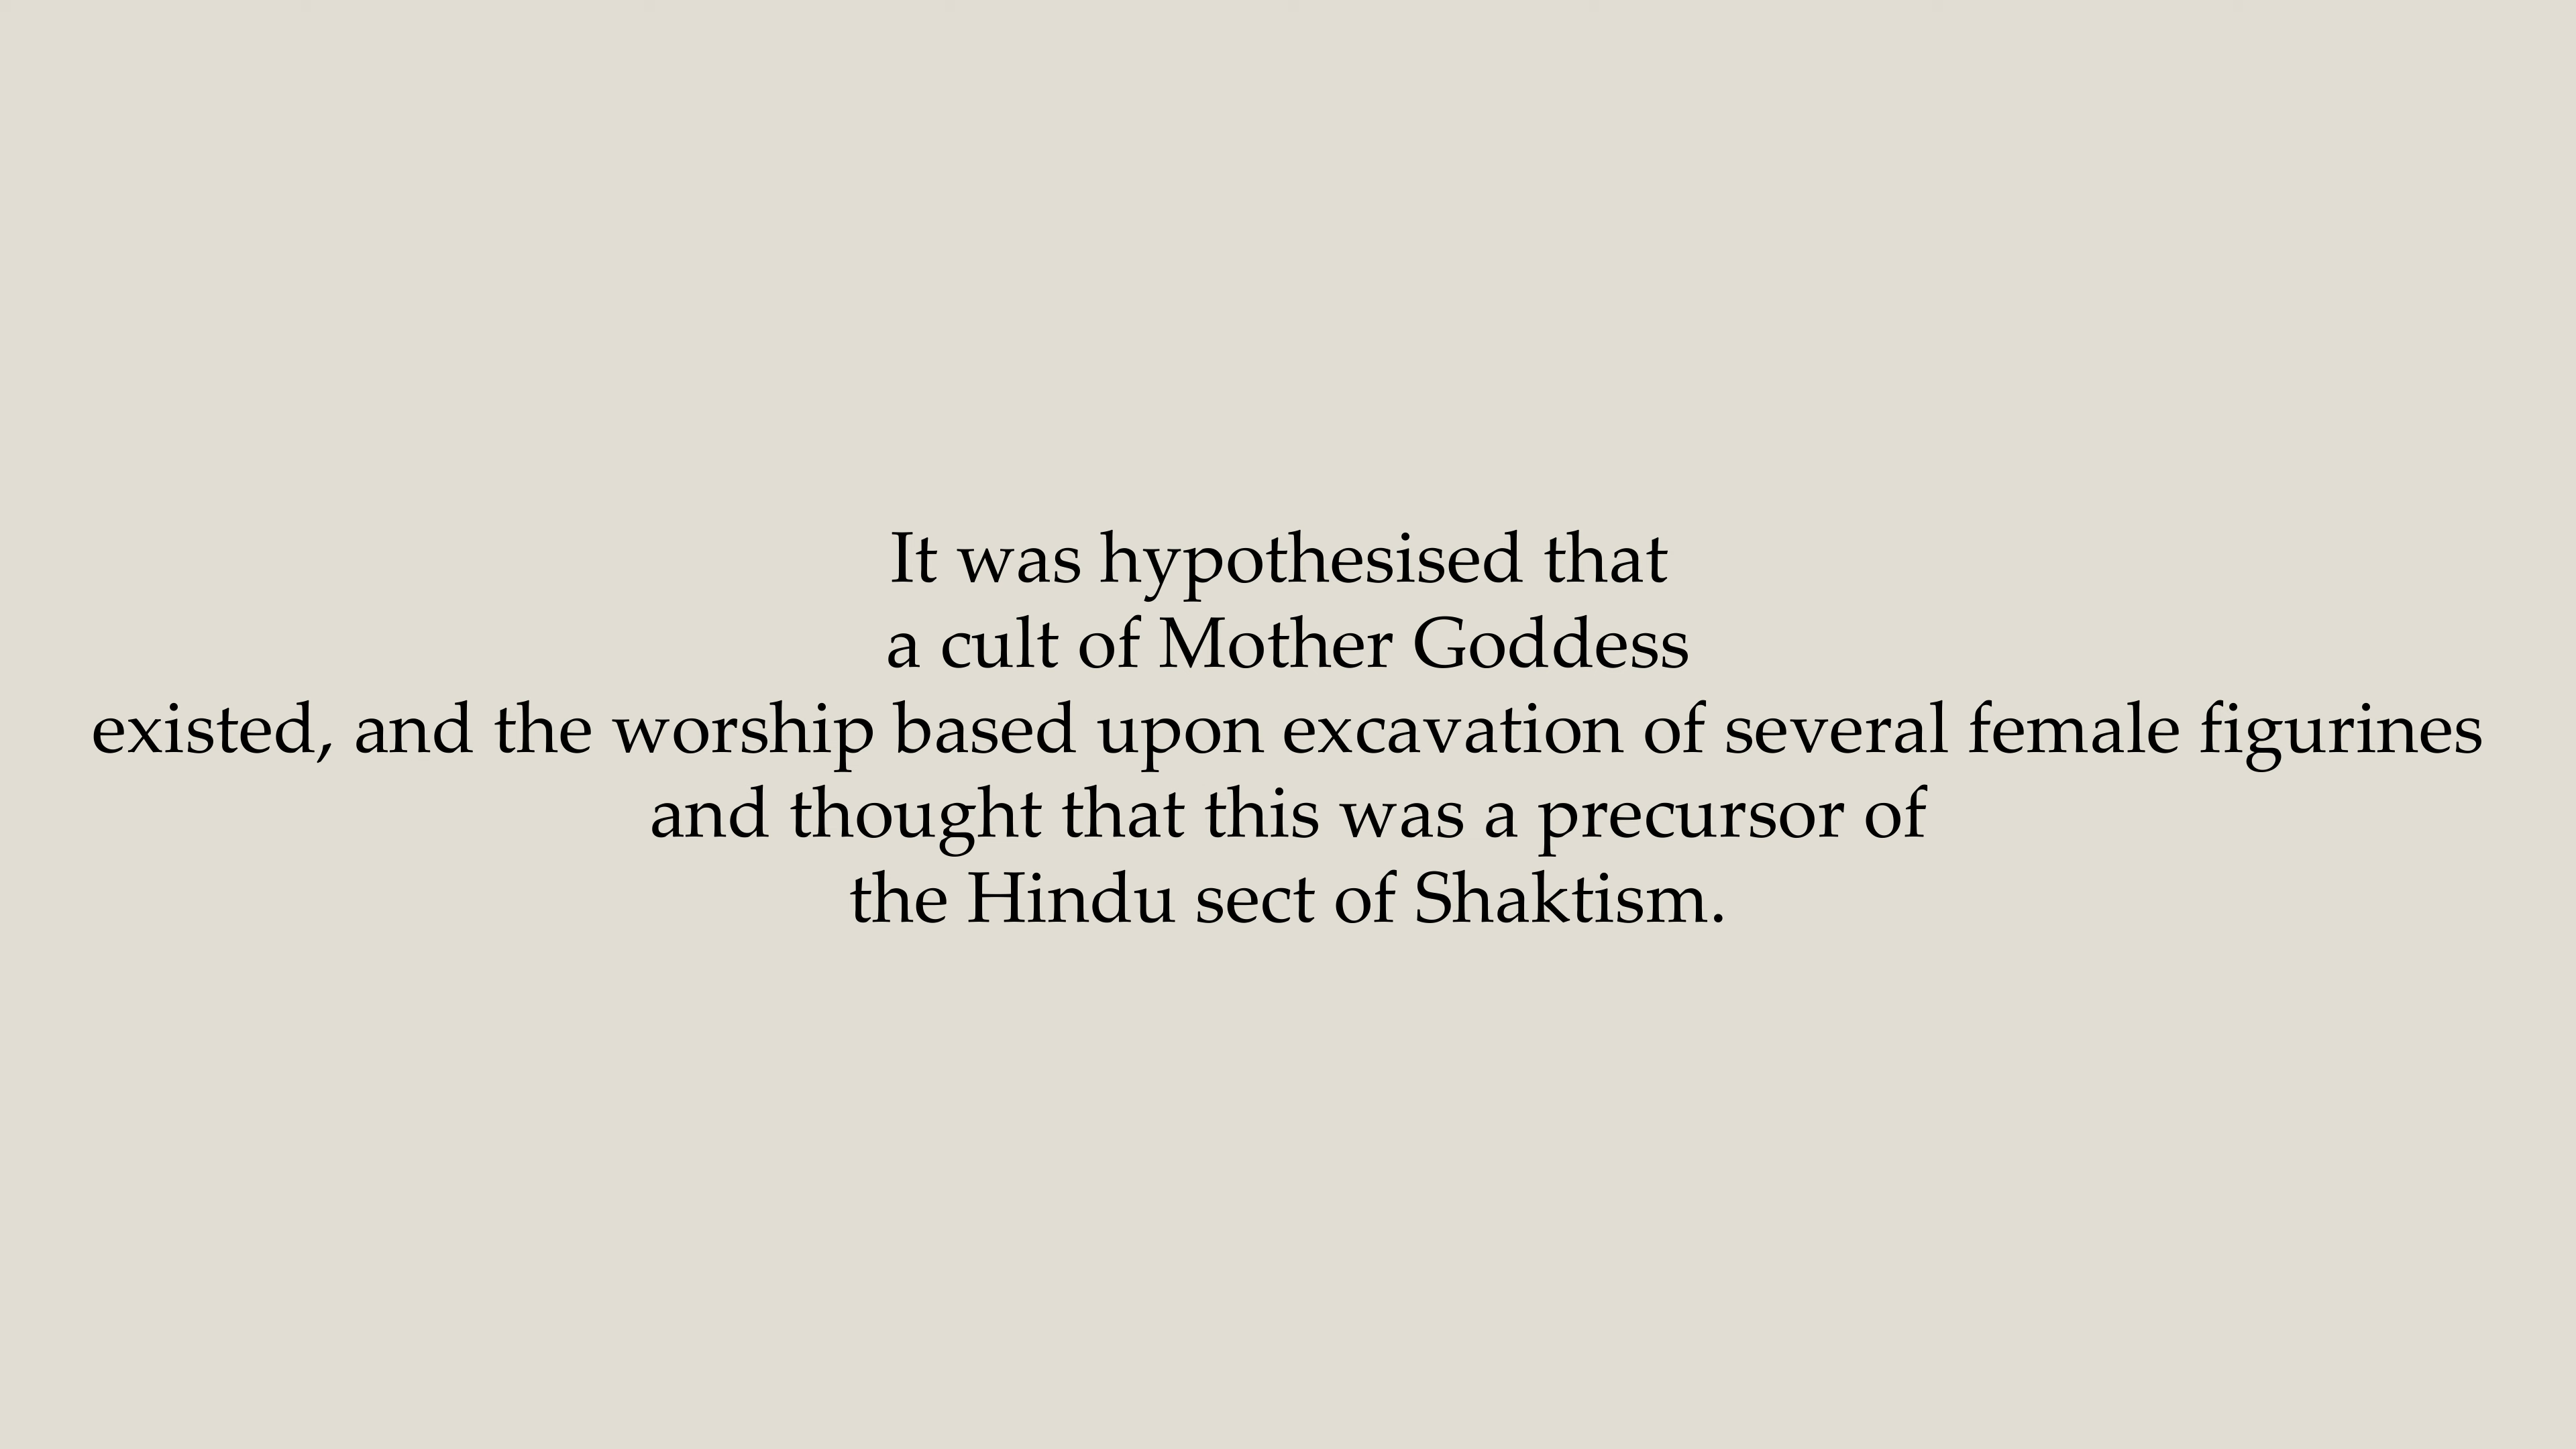 It was hypothesised that
a cult of Mother Goddess
existed, and the worship based upon excavation of several female figurines
and thought that this was a precursor of
the Hindu sect of Shaktism.